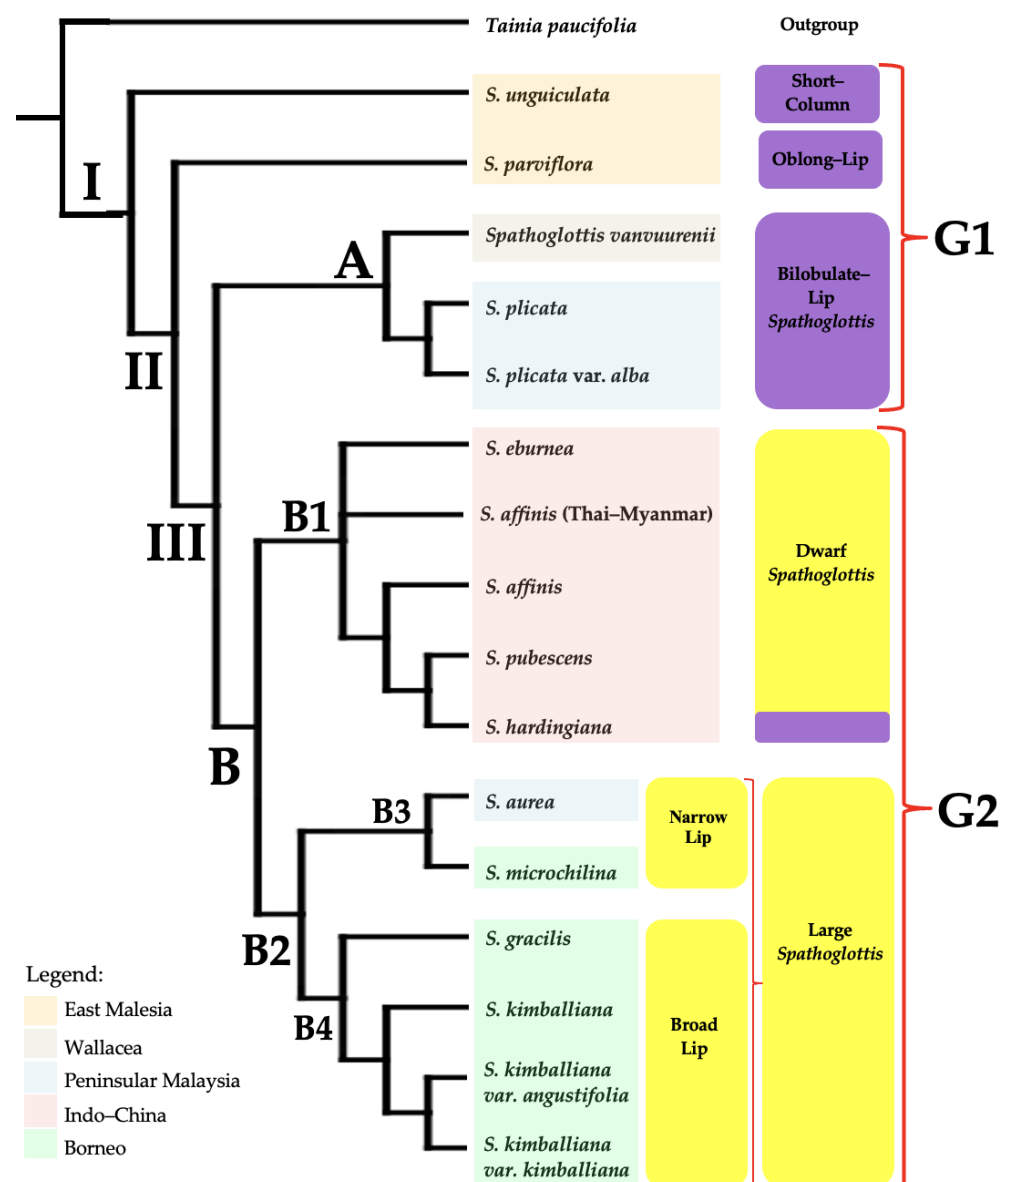 Tainia paucifolia
Outgroup
S. unguiculata
Short–
Column
S. parviflora
Oblong–Lip
I
G1
Spathoglottis vanvuurenii
A
Bilobulate–
Lip
Spathoglottis
S. plicata
II
S. plicata var. alba
S. eburnea
B1
S. affinis (Thai–Myanmar)
III
Dwarf
Spathoglottis
S. affinis
S. pubescens
S. hardingiana
B
B3
S. aurea
Narrow
Lip
G2
S. microchilina
B2
S. gracilis
Large
Spathoglottis
Legend:
East Malesia
Wallacea
Peninsular Malaysia
Indo–China
Borneo
B4
S. kimballiana
Broad
Lip
S. kimballiana
var. angustifolia
S. kimballiana
var. kimballiana